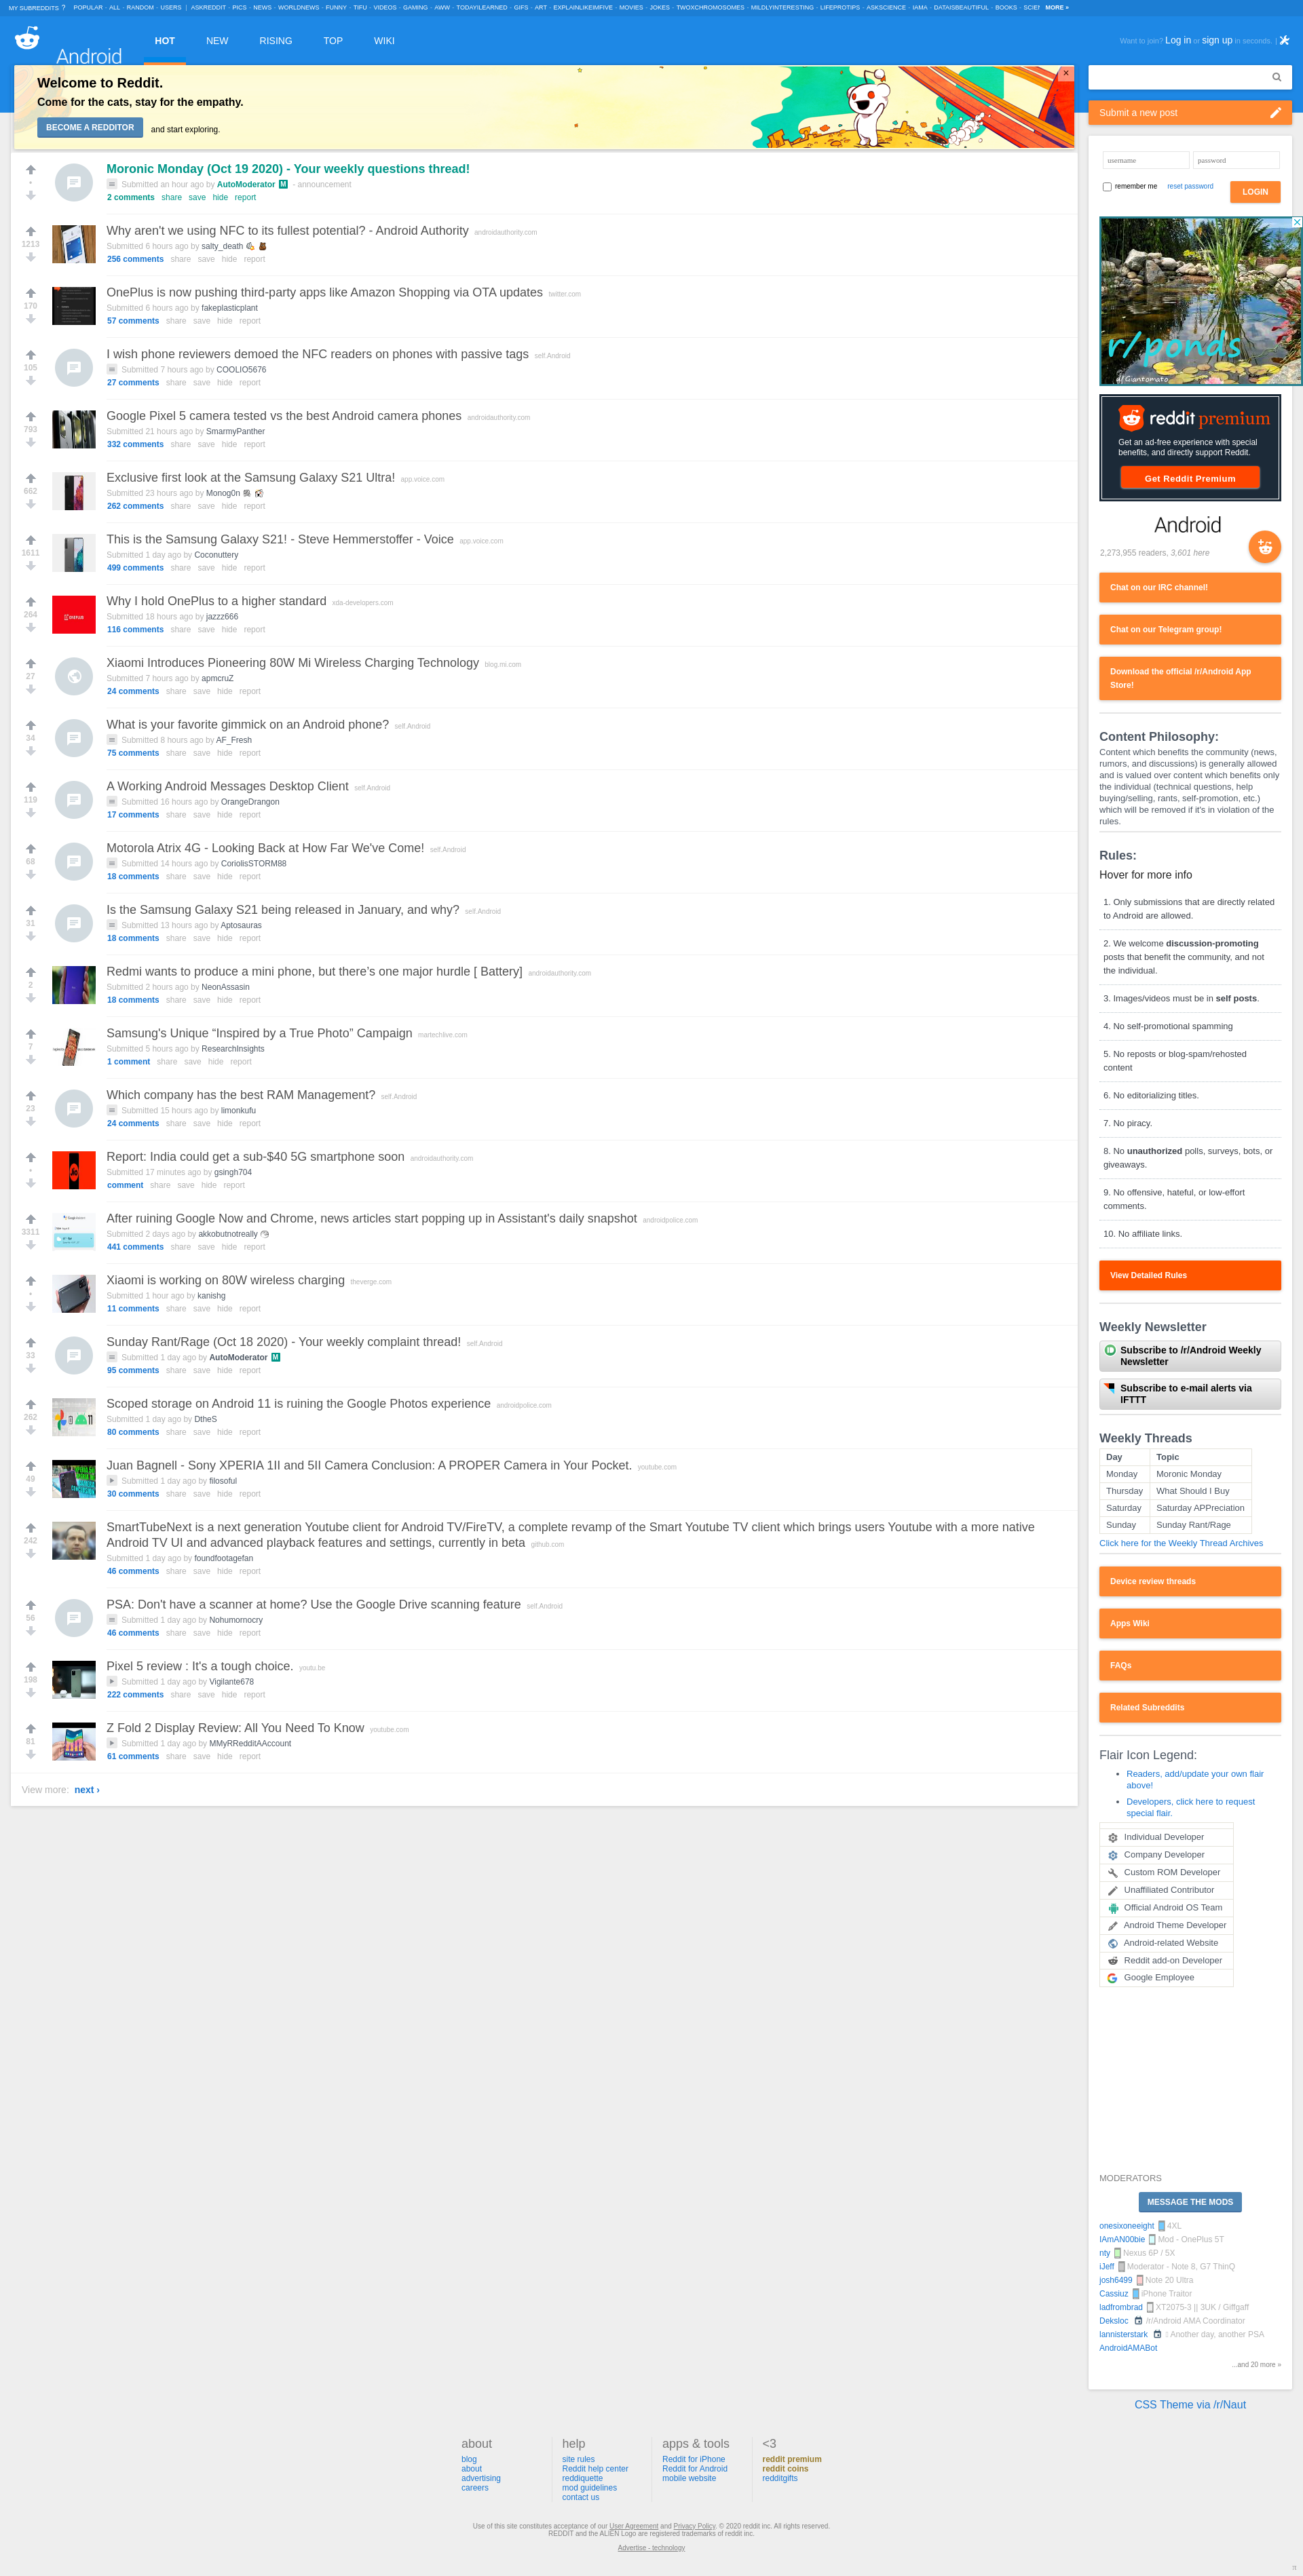 MY SUBREDDITS ? POPULAR - ALL - RANDOM - USERS | ASKREDDIT - PICS - NEWS - WORLDNEWS - FUNNY - TIFU - VIDEOS - GAMING - AWW - TODAYILEARNED - GIFS - ART - EXPLAINLIKEIMFIVE - MOVIES - JOKES - TWOXCHROMOSOMES - MILDLYINTERESTING - LIFEPROTIPS - ASKSCIENCE - IAMA - DATAISBEAUTIFUL - BOOKS - SCIEN MORE »
Android
HOT NEW RISING TOP WIKI
Want to join? Log in or sign up in seconds. |
Welcome to Reddit.
Come for the cats, stay for the empathy.
BECOME A REDDITOR and start exploring.
×
Moronic Monday (Oct 19 2020) - Your weekly questions thread!
•
Submitted an hour ago by AutoModerator M - announcement
2 comments share save hide report
Why aren't we using NFC to its fullest potential? - Android Authority androidauthority.com
1213
Submitted 6 hours ago by salty_death
256 comments share save hide report
OnePlus is now pushing third-party apps like Amazon Shopping via OTA updates twitter.com
170
Submitted 6 hours ago by fakeplasticplant
57 comments share save hide report
I wish phone reviewers demoed the NFC readers on phones with passive tags self.Android
105
Submitted 7 hours ago by COOLIO5676
27 comments share save hide report
Google Pixel 5 camera tested vs the best Android camera phones androidauthority.com
793
Submitted 21 hours ago by SmarmyPanther
332 comments share save hide report
Exclusive first look at the Samsung Galaxy S21 Ultra! app.voice.com
662
Submitted 23 hours ago by Monog0n
262 comments share save hide report
This is the Samsung Galaxy S21! - Steve Hemmerstoffer - Voice app.voice.com
1611
Submitted 1 day ago by Coconuttery
499 comments share save hide report
Why I hold OnePlus to a higher standard xda-developers.com
264
Submitted 18 hours ago by jazzz666
116 comments share save hide report
Xiaomi Introduces Pioneering 80W Mi Wireless Charging Technology blog.mi.com
27
Submitted 7 hours ago by apmcruZ
24 comments share save hide report
What is your favorite gimmick on an Android phone? self.Android
34
Submitted 8 hours ago by AF_Fresh
75 comments share save hide report
A Working Android Messages Desktop Client self.Android
119
Submitted 16 hours ago by OrangeDrangon
17 comments share save hide report
Motorola Atrix 4G - Looking Back at How Far We've Come! self.Android
68
Submitted 14 hours ago by CoriolisSTORM88
18 comments share save hide report
Is the Samsung Galaxy S21 being released in January, and why? self.Android
31
Submitted 13 hours ago by Aptosauras
18 comments share save hide report
Redmi wants to produce a mini phone, but there's one major hurdle [ Battery] androidauthority.com
2
Submitted 2 hours ago by NeonAssasin
18 comments share save hide report
Samsung's Unique “Inspired by a True Photo” Campaign martechlive.com
7
Submitted 5 hours ago by ResearchInsights
1 comment share save hide report
Which company has the best RAM Management? self.Android
23
Submitted 15 hours ago by limonkufu
24 comments share save hide report
Report: India could get a sub-$40 5G smartphone soon androidauthority.com
•
Submitted 17 minutes ago by gsingh704
comment share save hide report
After ruining Google Now and Chrome, news articles start popping up in Assistant's daily snapshot androidpolice.com
3311
Submitted 2 days ago by akkobutnotreally
441 comments share save hide report
Xiaomi is working on 80W wireless charging theverge.com
•
Submitted 1 hour ago by kanishg
11 comments share save hide report
Sunday Rant/Rage (Oct 18 2020) - Your weekly complaint thread! self.Android
33
Submitted 1 day ago by AutoModerator M
95 comments share save hide report
Scoped storage on Android 11 is ruining the Google Photos experience androidpolice.com
262
Submitted 1 day ago by DtheS
80 comments share save hide report
Juan Bagnell - Sony XPERIA 1II and 5II Camera Conclusion: A PROPER Camera in Your Pocket. youtube.com
49
Submitted 1 day ago by filosoful
30 comments share save hide report
SmartTubeNext is a next generation Youtube client for Android TV/FireTV, a complete revamp of the Smart Youtube TV client which brings users Youtube with a more native
Android TV UI and advanced playback features and settings, currently in beta github.com
242
Submitted 1 day ago by foundfootagefan
46 comments share save hide report
PSA: Don't have a scanner at home? Use the Google Drive scanning feature self.Android
56
Submitted 1 day ago by Nohumornocry
46 comments share save hide report
Pixel 5 review : It's a tough choice. youtu.be
198
Submitted 1 day ago by Vigilante678
222 comments share save hide report
Z Fold 2 Display Review: All You Need To Know youtube.com
81
Submitted 1 day ago by MMyRRedditAAccount
61 comments share save hide report
View more: next ›
Submit a new post
username password
remember me reset password LOGIN
r/ponds
u/Giantomato
reddit premium
Get an ad-free experience with special
benefits, and directly support Reddit.
Get Reddit Premium
Android
2,273,955 readers. 3,601 here
Chat on our IRC channel!
Chat on our Telegram group!
Download the official /r/Android App
Store!
Content Philosophy:
Content which benefits the community (news,
rumors, and discussions) is generally allowed
and is valued over content which benefits only
the individual (technical questions, help
buying/selling, rants, self-promotion, etc.)
which will be removed if it's in violation of the
rules.
Rules:
Hover for more info
1. Only submissions that are directly related
to Android are allowed.
2. We welcome discussion-promoting
posts that benefit the community, and not
the individual.
3. Images/videos must be in self posts.
4. No self-promotional spamming
5. No reposts or blog-spam/rehosted
content
6. No editorializing titles.
7. No piracy.
8. No unauthorized polls, surveys, bots, or
giveaways.
9. No offensive, hateful, or low-effort
comments.
10. No affiliate links.
View Detailed Rules
Weekly Newsletter
Subscribe to /r/Android Weekly
Newsletter
Subscribe to e-mail alerts via
IFTTT
Weekly Threads
Day Topic
Monday Moronic Monday
Thursday What Should I Buy
Saturday Saturday APPreciation
Sunday Sunday Rant/Rage
Click here for the Weekly Thread Archives
Device review threads
Apps Wiki
FAQs
Related Subreddits
Flair Icon Legend:
• Readers, add/update your own flair
above!
• Developers, click here to request
special flair.
Individual Developer
Company Developer
Custom ROM Developer
Unaffiliated Contributor
Official Android OS Team
Android Theme Developer
Android-related Website
Reddit add-on Developer
Google Employee
MODERATORS
MESSAGE THE MODS
onesixoneeight 4XL
IAmAN00bie Mod - OnePlus 5T
nty Nexus 6P / 5X
iJeff Moderator - Note 8, G7 ThinQ
josh6499 Note 20 Ultra
Cassiuz iPhone Traitor
ladfrombrad XT2075-3 || 3UK / Giffgaff
Deksloc /r/Android AMA Coordinator
lannisterstark Another day, another PSA
AndroidAMABot
...and 20 more »
CSS Theme via /r/Naut
about help apps & tools <3
blog site rules Reddit for iPhone reddit premium
about Reddit help center Reddit for Android reddit coins
advertising reddiquette mobile website redditgifts
careers mod guidelines
contact us
Use of this site constitutes acceptance of our User Agreement and Privacy Policy. © 2020 reddit inc. All rights reserved.
REDDIT and the ALIEN Logo are registered trademarks of reddit inc.
Advertise - technology
π